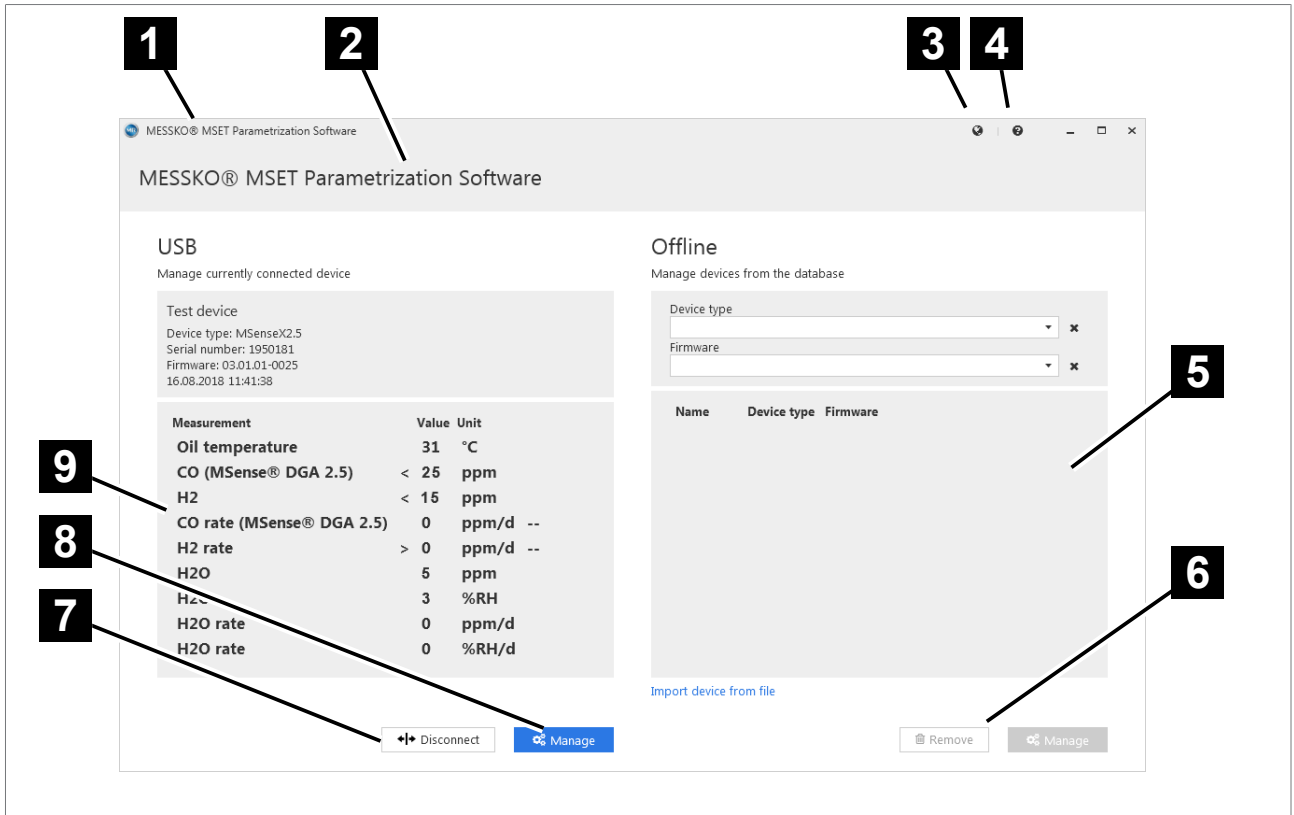 1
2
3
4
MESSKO® MSET Parametrization Software
MESSKO® MSET Parametrization Software
USB
Manage currently connected device
Test device
Device type: MSenseX2.5
Serial number: 1950181
Firmware: 03.01.01-0025
16.08.2018 11:41:38
Measurement Value Unit
Oil temperature 31 °C
CO (MSense® DGA 2.5) < 25 ppm
H2 < 15 ppm
CO rate (MSense® DGA 2.5) 0 ppm/d --
H2 rate > 0 ppm/d --
H2O 5 ppm
3 %RH
H2O rate 0 ppm/d
H2O rate 0 %RH/d
Disconnect
Manage
Offline
Manage devices from the database
Device type
Firmware
Name Device type Firmware
Import device from file
Remove
Manage
5
6
9
8
7